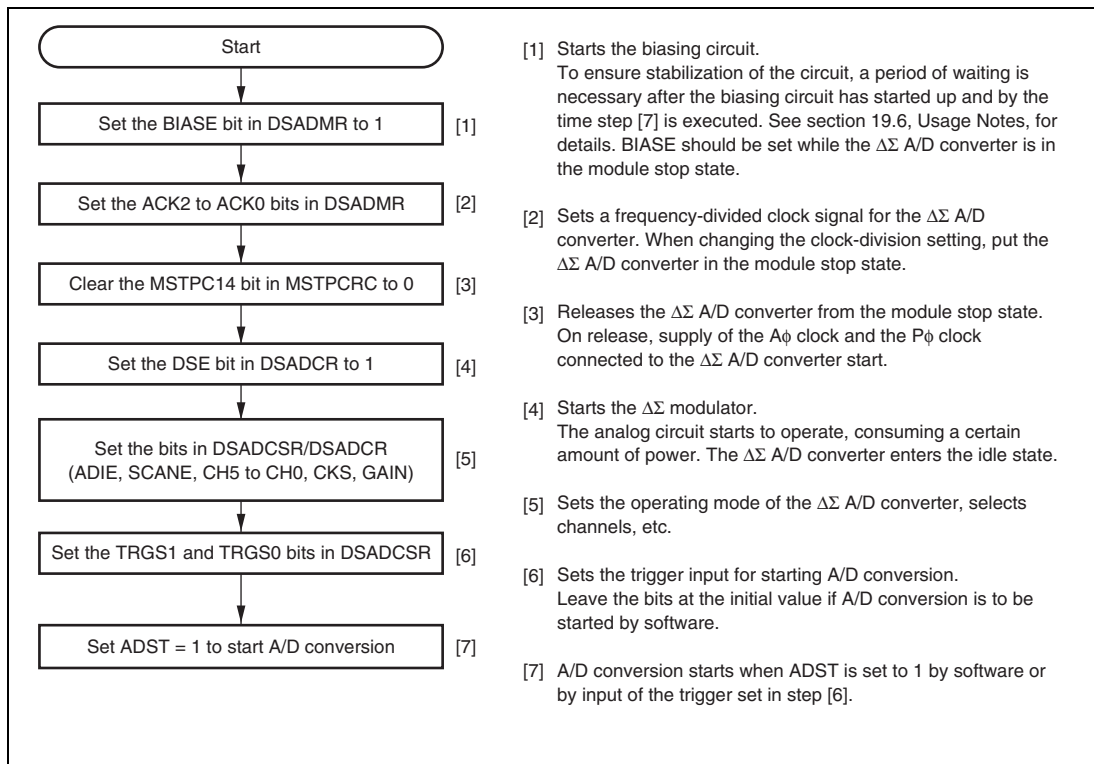 Start
Set the BIASE bit in DSADMR to 1
[1]
Set the ACK2 to ACK0 bits in DSADMR
[2]
Clear the MSTPC14 bit in MSTPCRC to 0
[3]
Set the DSE bit in DSADCR to 1
[4]
Set the bits in DSADCSR/DSADCR
(ADIE, SCANE, CH5 to CH0, CKS, GAIN)
[5]
Set the TRGS1 and TRGS0 bits in DSADCSR
[6]
Set ADST = 1 to start A/D conversion
[7]
[1] Starts the biasing circuit.
To ensure stabilization of the circuit, a period of waiting is
necessary after the biasing circuit has started up and by the
time step [7] is executed. See section 19.6, Usage Notes, for
details. BIASE should be set while the ΔΣ A/D converter is in
the module stop state.
[2] Sets a frequency-divided clock signal for the ΔΣ A/D
converter. When changing the clock-division setting, put the
ΔΣ A/D converter in the module stop state.
[3] Releases the ΔΣ A/D converter from the module stop state.
On release, supply of the Aϕ clock and the Pϕ clock
connected to the ΔΣ A/D converter start.
[4] Starts the ΔΣ modulator.
The analog circuit starts to operate, consuming a certain
amount of power. The ΔΣ A/D converter enters the idle state.
[5] Sets the operating mode of the ΔΣ A/D converter, selects
channels, etc.
[6] Sets the trigger input for starting A/D conversion.
Leave the bits at the initial value if A/D conversion is to be
started by software.
[7] A/D conversion starts when ADST is set to 1 by software or
by input of the trigger set in step [6].